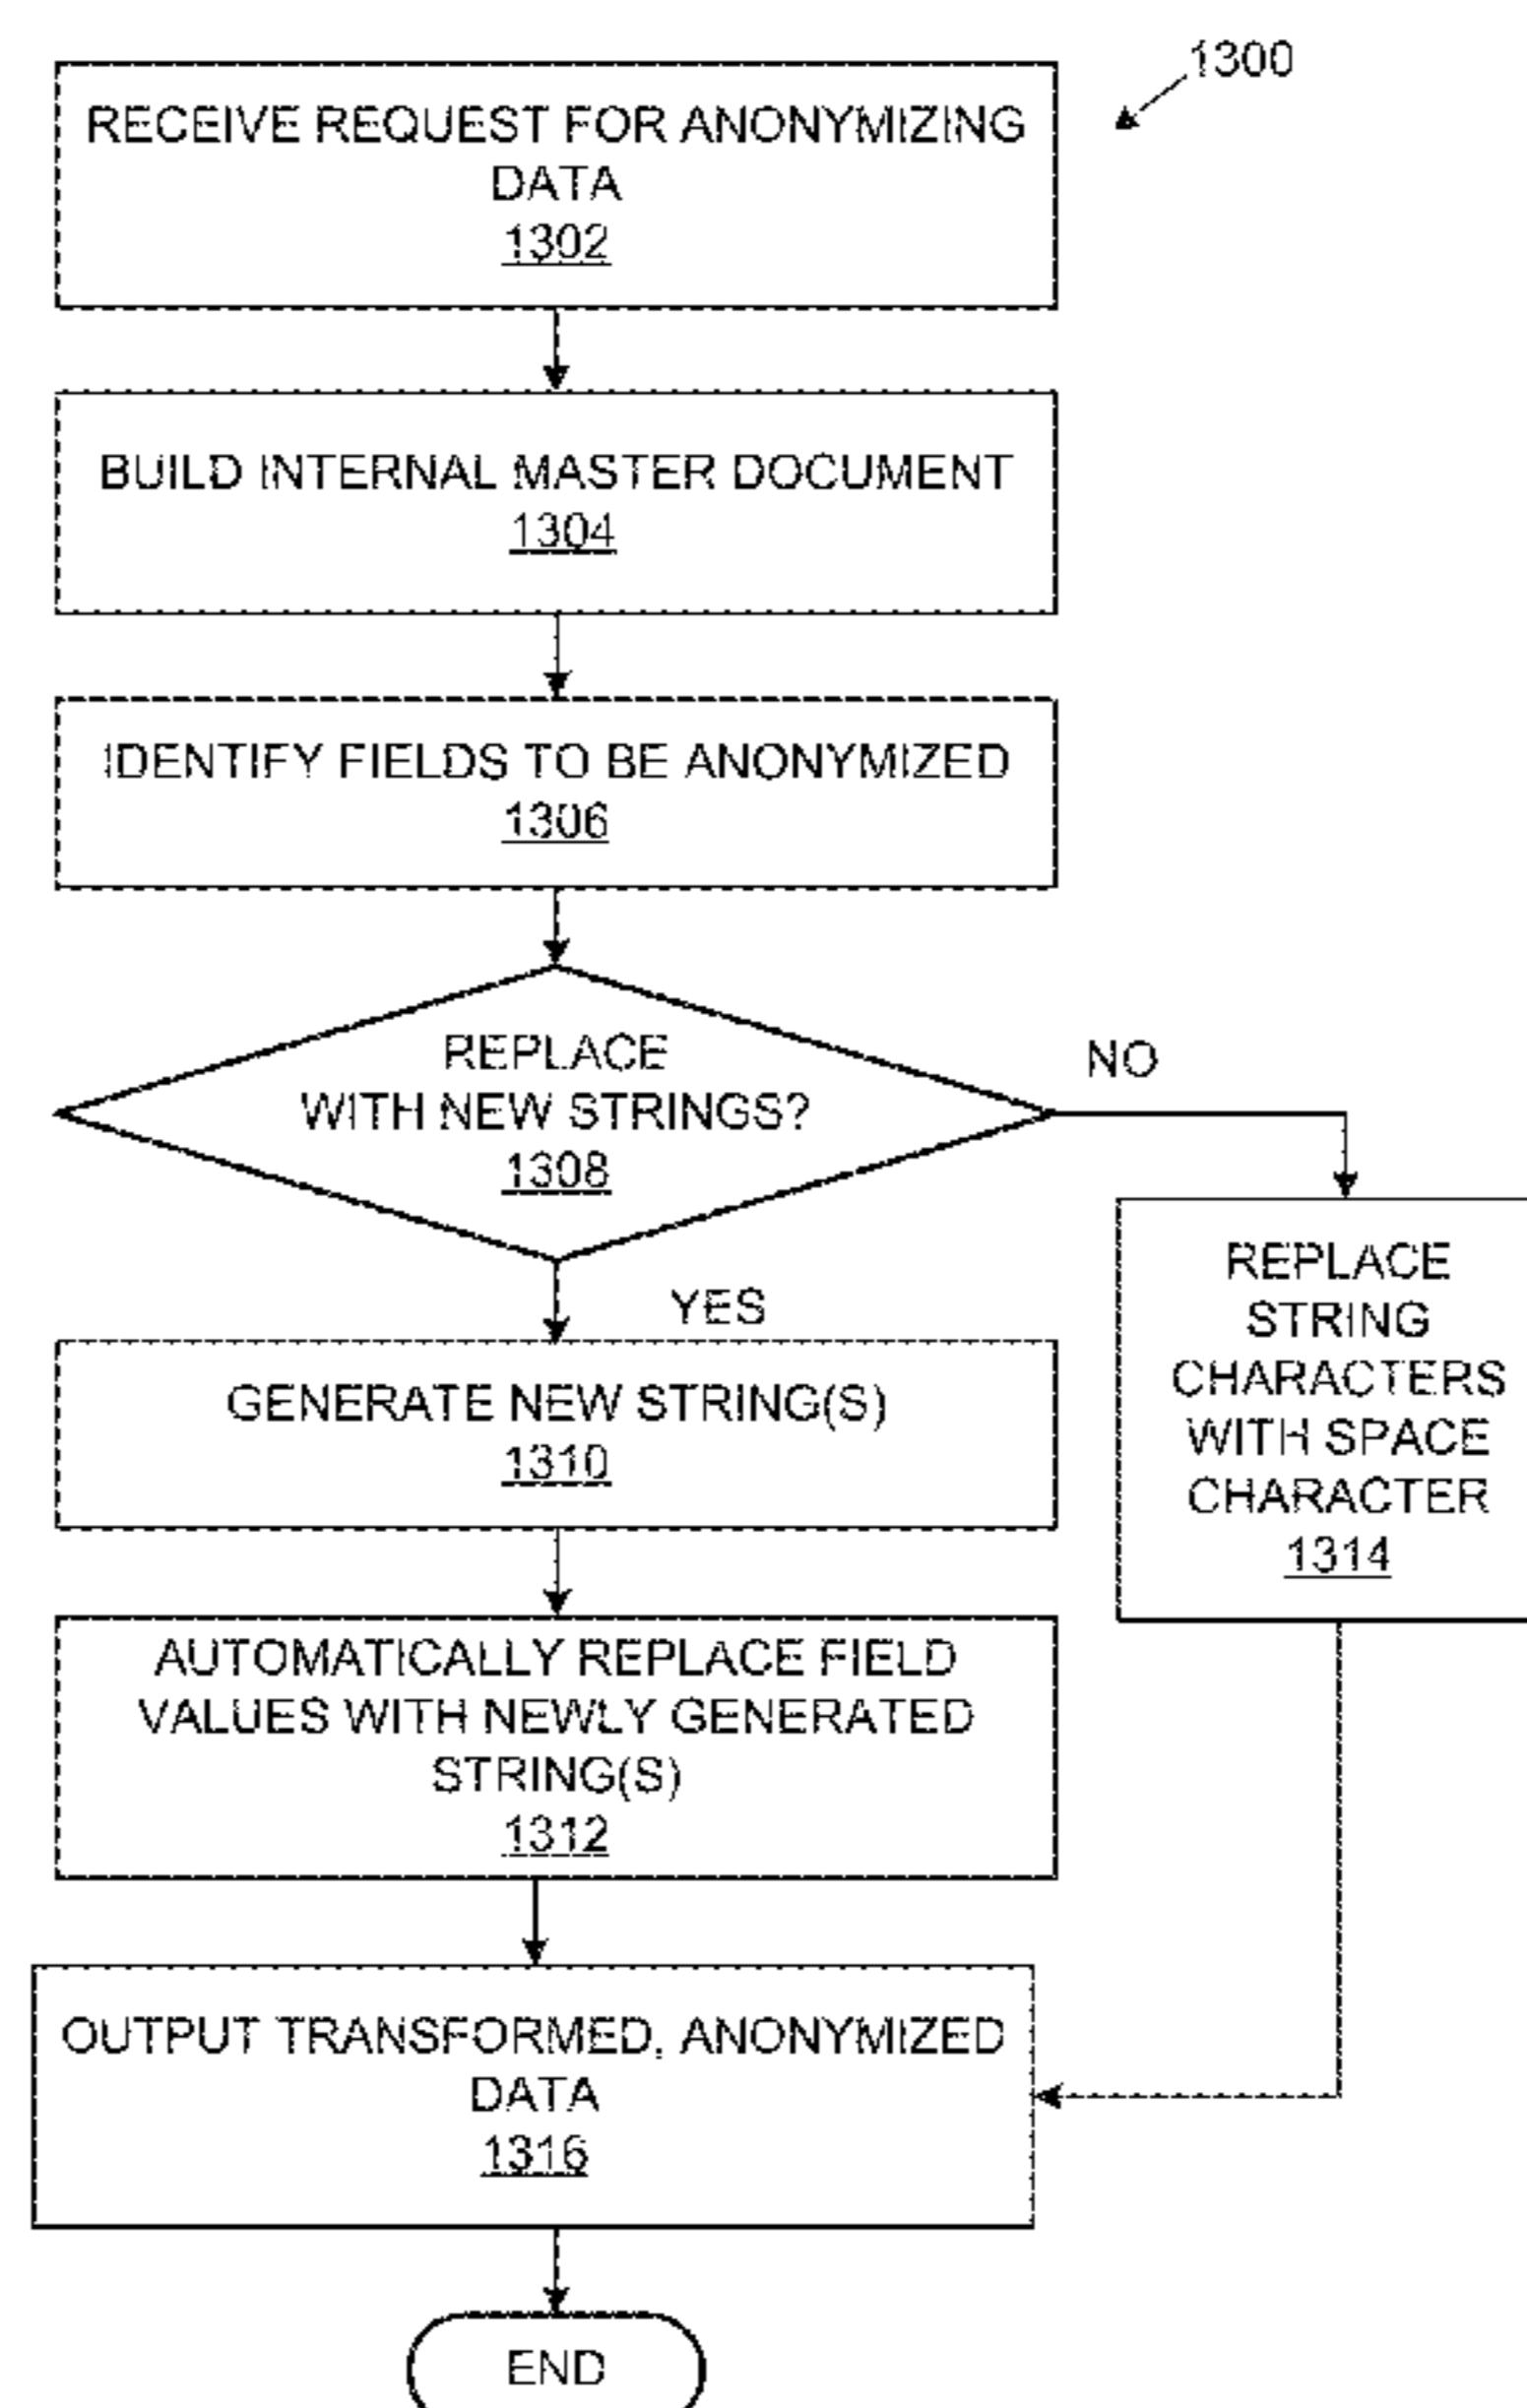 1300
RECEIVE REQUEST FOR ANONYMIZING
DATA
1302
BUILD INTERNAL MASTER DOCUMENT
1304
IDENTIFY FIELDS TO BE ANONYMIZED
1306
REPLACE
WITH NEW STRINGS?
1308
NO
YES
GENERATE NEW STRING(S)
1310
REPLACE
STRING
CHARACTERS
WITH SPACE
CHARACTER
1314
AUTOMATICALLY REPLACE FIELD
VALUES WITH NEWLY GENERATED
STRING(S)
1312
OUTPUT TRANSFORMED, ANONYMIZED
DATA
1316
END